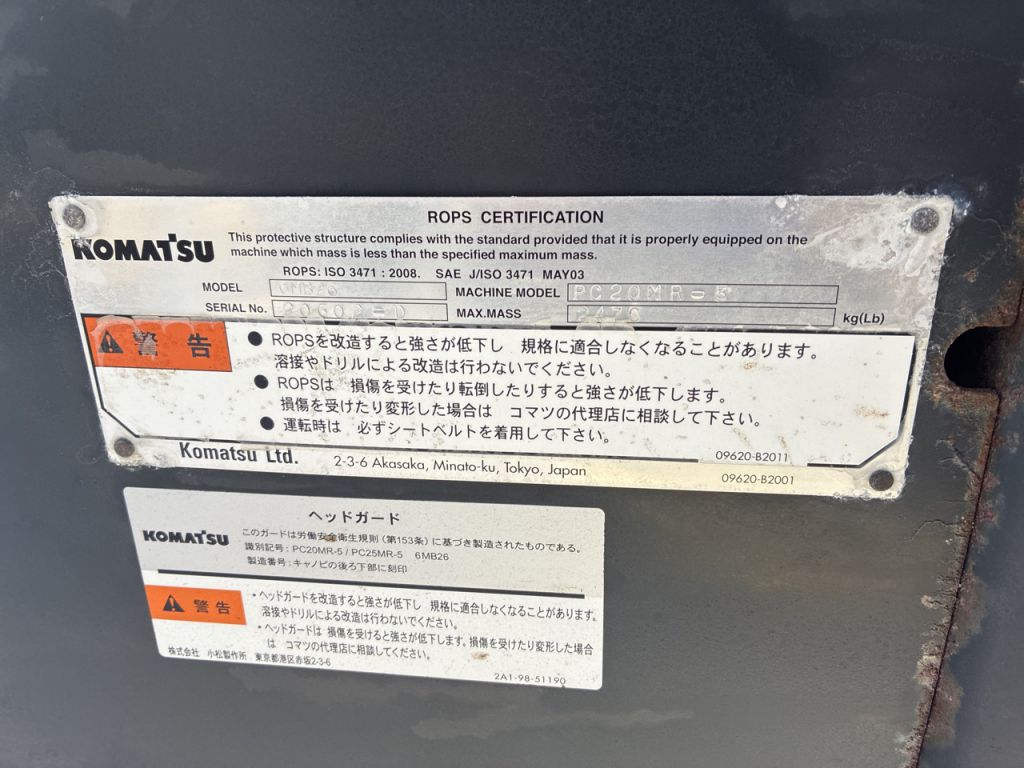 ROPS CERTIFICATION
KOMATSU
This protective structure complies with the standard provided that it is properly equipped on the
machine which mass is less than the specified maximum mass.
ROPS: ISO 3471 : 2008. SAE J/ISO 3471 MAY03
MODEL MACHINE MODEL PC20MR-5
SERIAL No. MAX.MASS kg(Lb)
警告
● ROPSを改造すると強さが低下し 規格に適合しなくなることがあります。
溶接やドリルによる改造は行わないでください。
● ROPSは 損傷を受けたり転倒したりすると強さが低下します。
損傷を受けたり変形した場合は コマツの代理店に相談して下さい。
● 運転時は 必ずシートベルトを着用して下さい。
09620-B2011
Komatsu Ltd. 2-3-6 Akasaka, Minato-ku, Tokyo, Japan
09620-B2001
ヘッドガード
KOMATSU
このガードは労働安全衛生規則（第153条）に基づき製造されたものである。
識別記号：PC20MR-5 / PC25MR-5 6MB26
製造番号：キャノピの後ろ下部に刻印
警告
・ヘッドガードを改造すると強さが低下し 規格に適合しなくなることがあります。
溶接やドリルによる改造は行わないでください。
・ヘッドガードは 損傷を受けると強さが低下します。損傷を受けたり変形した場合
は コマツの代理店に相談してください。
株式会社 小松製作所 東京都港区赤坂2-3-6
2A1-98-51190